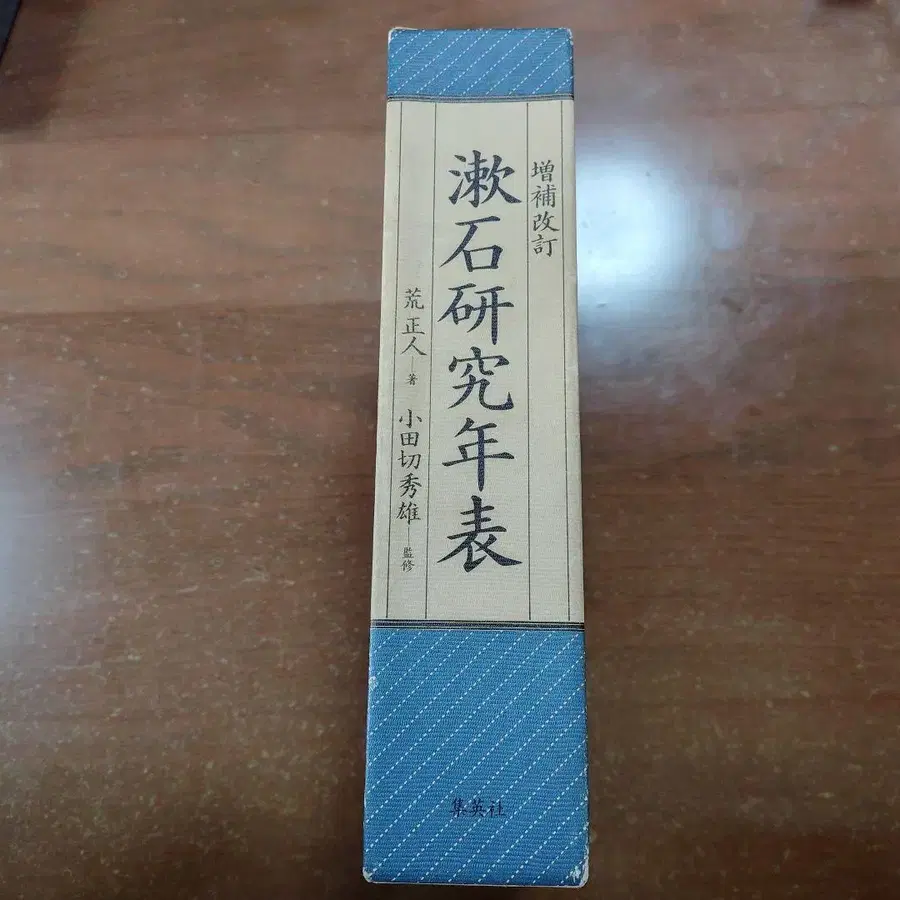 増補改訂
漱石研究年表
荒正人―著 小田切秀雄―監修
集英社